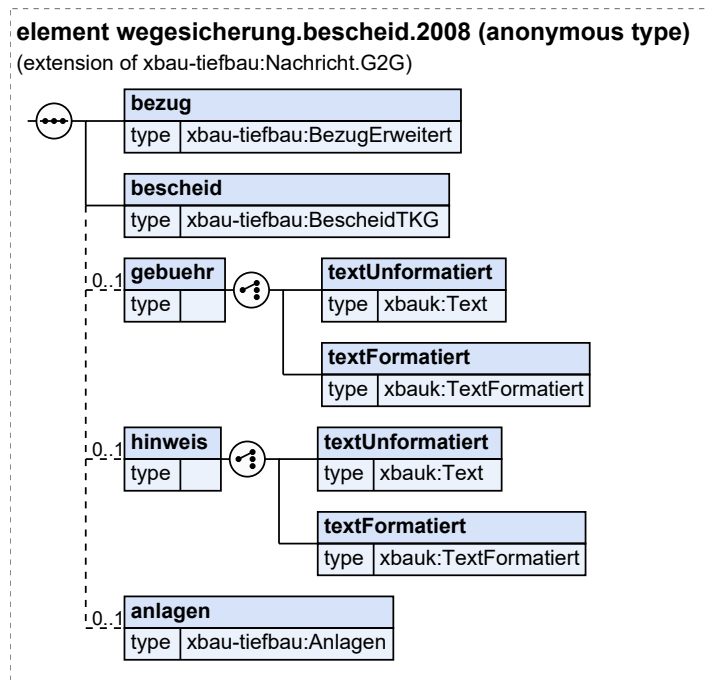 element wegesicherung.bescheid.2008 (anonymous type)
(extension of xbau-tiefbau:Nachricht.G2G)
bezug
type xbau-tiefbau:BezugErweitert
bescheid
type xbau-tiefbau:BescheidTKG
0..1 gebuehr
type
textUnformatiert
type xbauk:Text
textFormatiert
type xbauk:TextFormatiert
0..1 hinweis
type
textUnformatiert
type xbauk:Text
textFormatiert
type xbauk:TextFormatiert
0..1 anlagen
type xbau-tiefbau:Anlagen